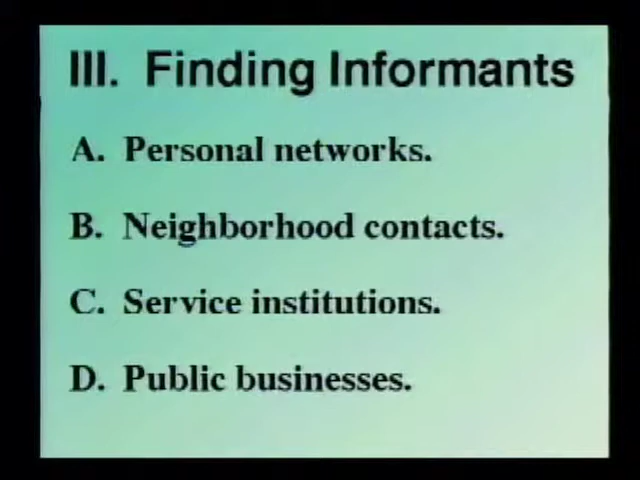 III. Finding Informants
A. Personal networks.
B. Neighborhood contacts.
C. Service institutions.
D. Public businesses.